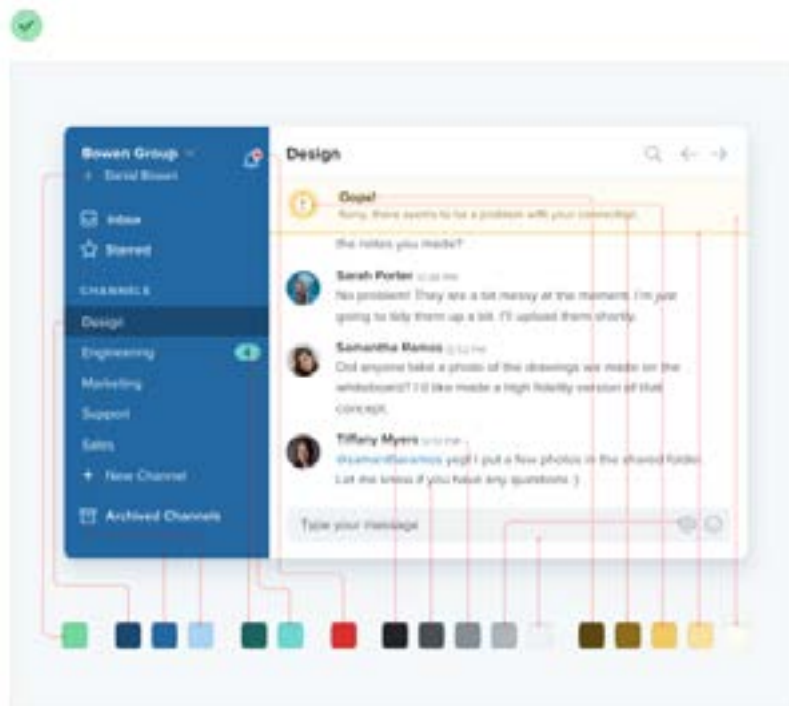 Bowen Group
Daniel Bowen
Inbox
Starred
CHANNELS
Design
Engineering
4
Marketing
Support
Sales
+ New Channel
Archived Channels
Design
Oops!
Sorry, there seems to be a problem with your connection.
the notes you made?
Sarah Porter
No problem! They are a bit messy at the moment. I'm just
going to tidy them up a bit. I'll upload them shortly.
Samantha Ramos
Did anyone take a photo of the drawings we made on the
whiteboard? I'd like made a high fidelity version of that
concept.
Tiffany Myers
@samantharamos yep! I put a few photos in the shared folder.
Let me know if you have any questions :)
Type your message